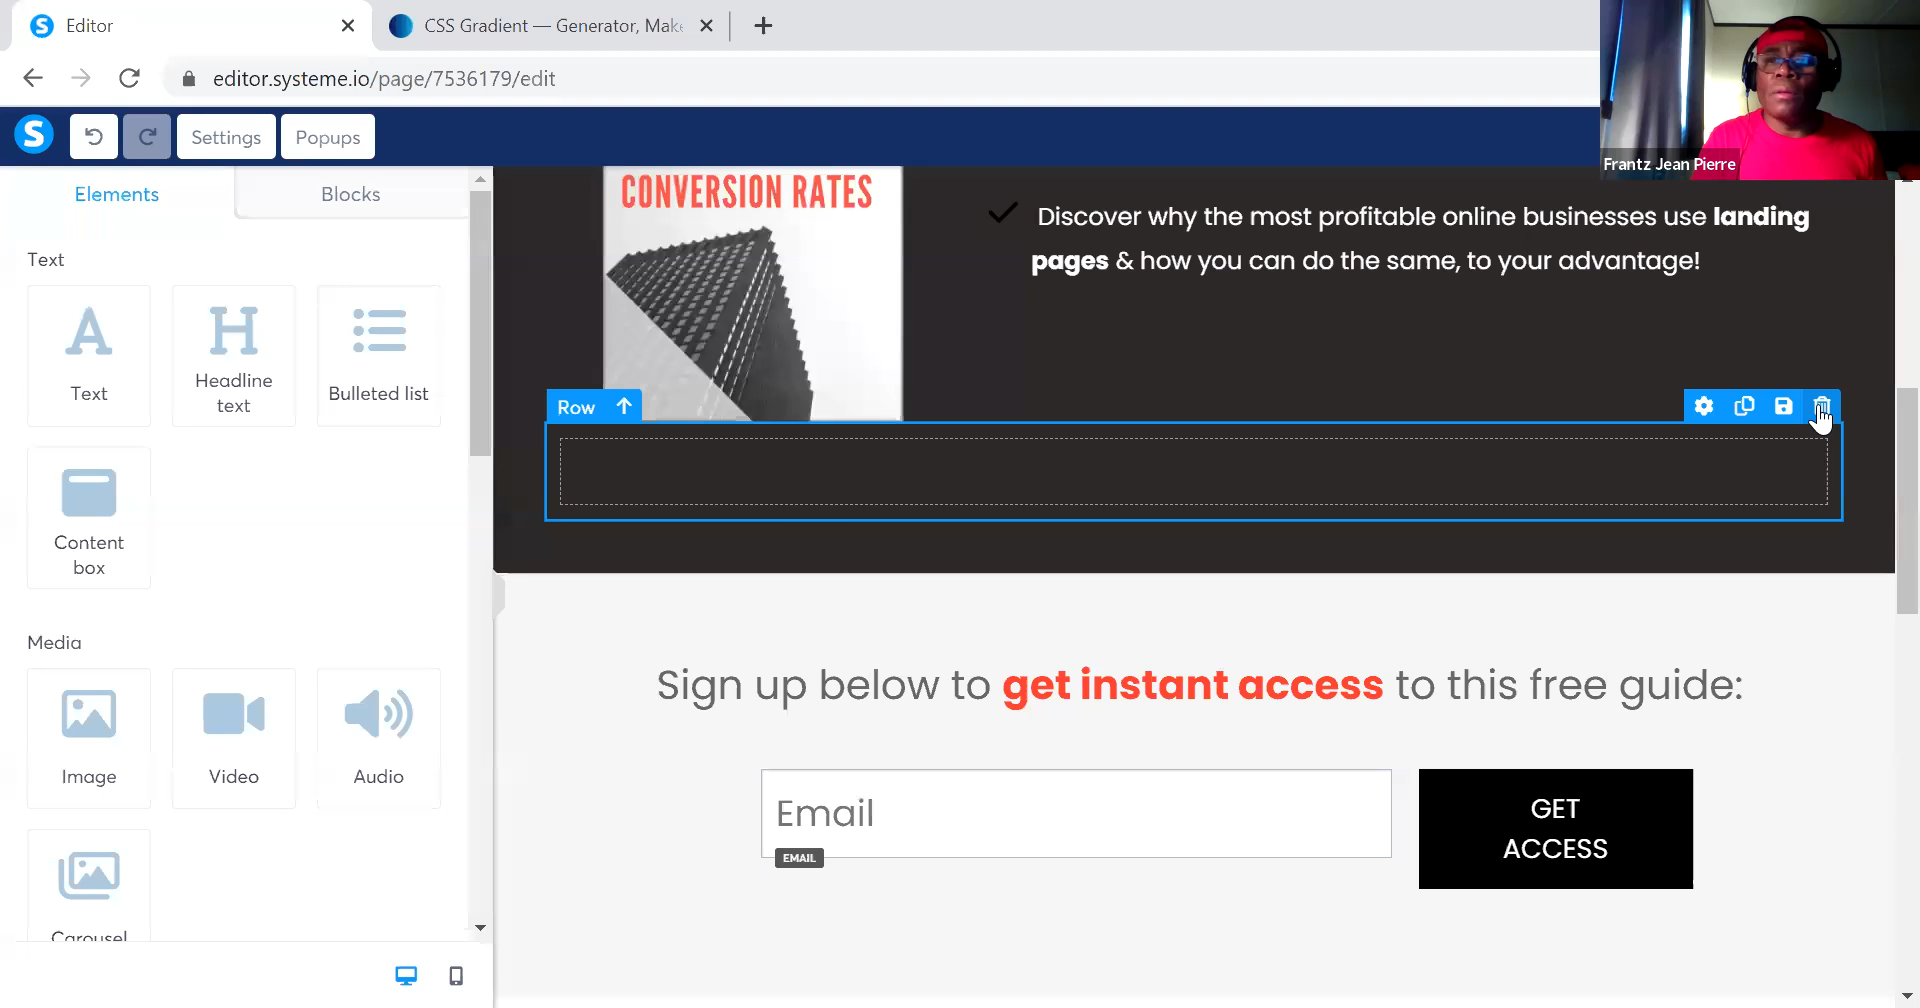 Editor
CSS Gradient — Generator, Make
editor.systeme.io/page/7536179/edit
Frantz Jean Pierre
S
Settings
Popups
Elements
Blocks
Text
A
Text
H
Headline
text
Bulleted list
Content
box
Media
Image
Video
Audio
Carousel
CONVERSION RATES
Discover why the most profitable online businesses use landing
pages & how you can do the same, to your advantage!
Row
Sign up below to get instant access to this free guide:
Email
EMAIL
GET
ACCESS